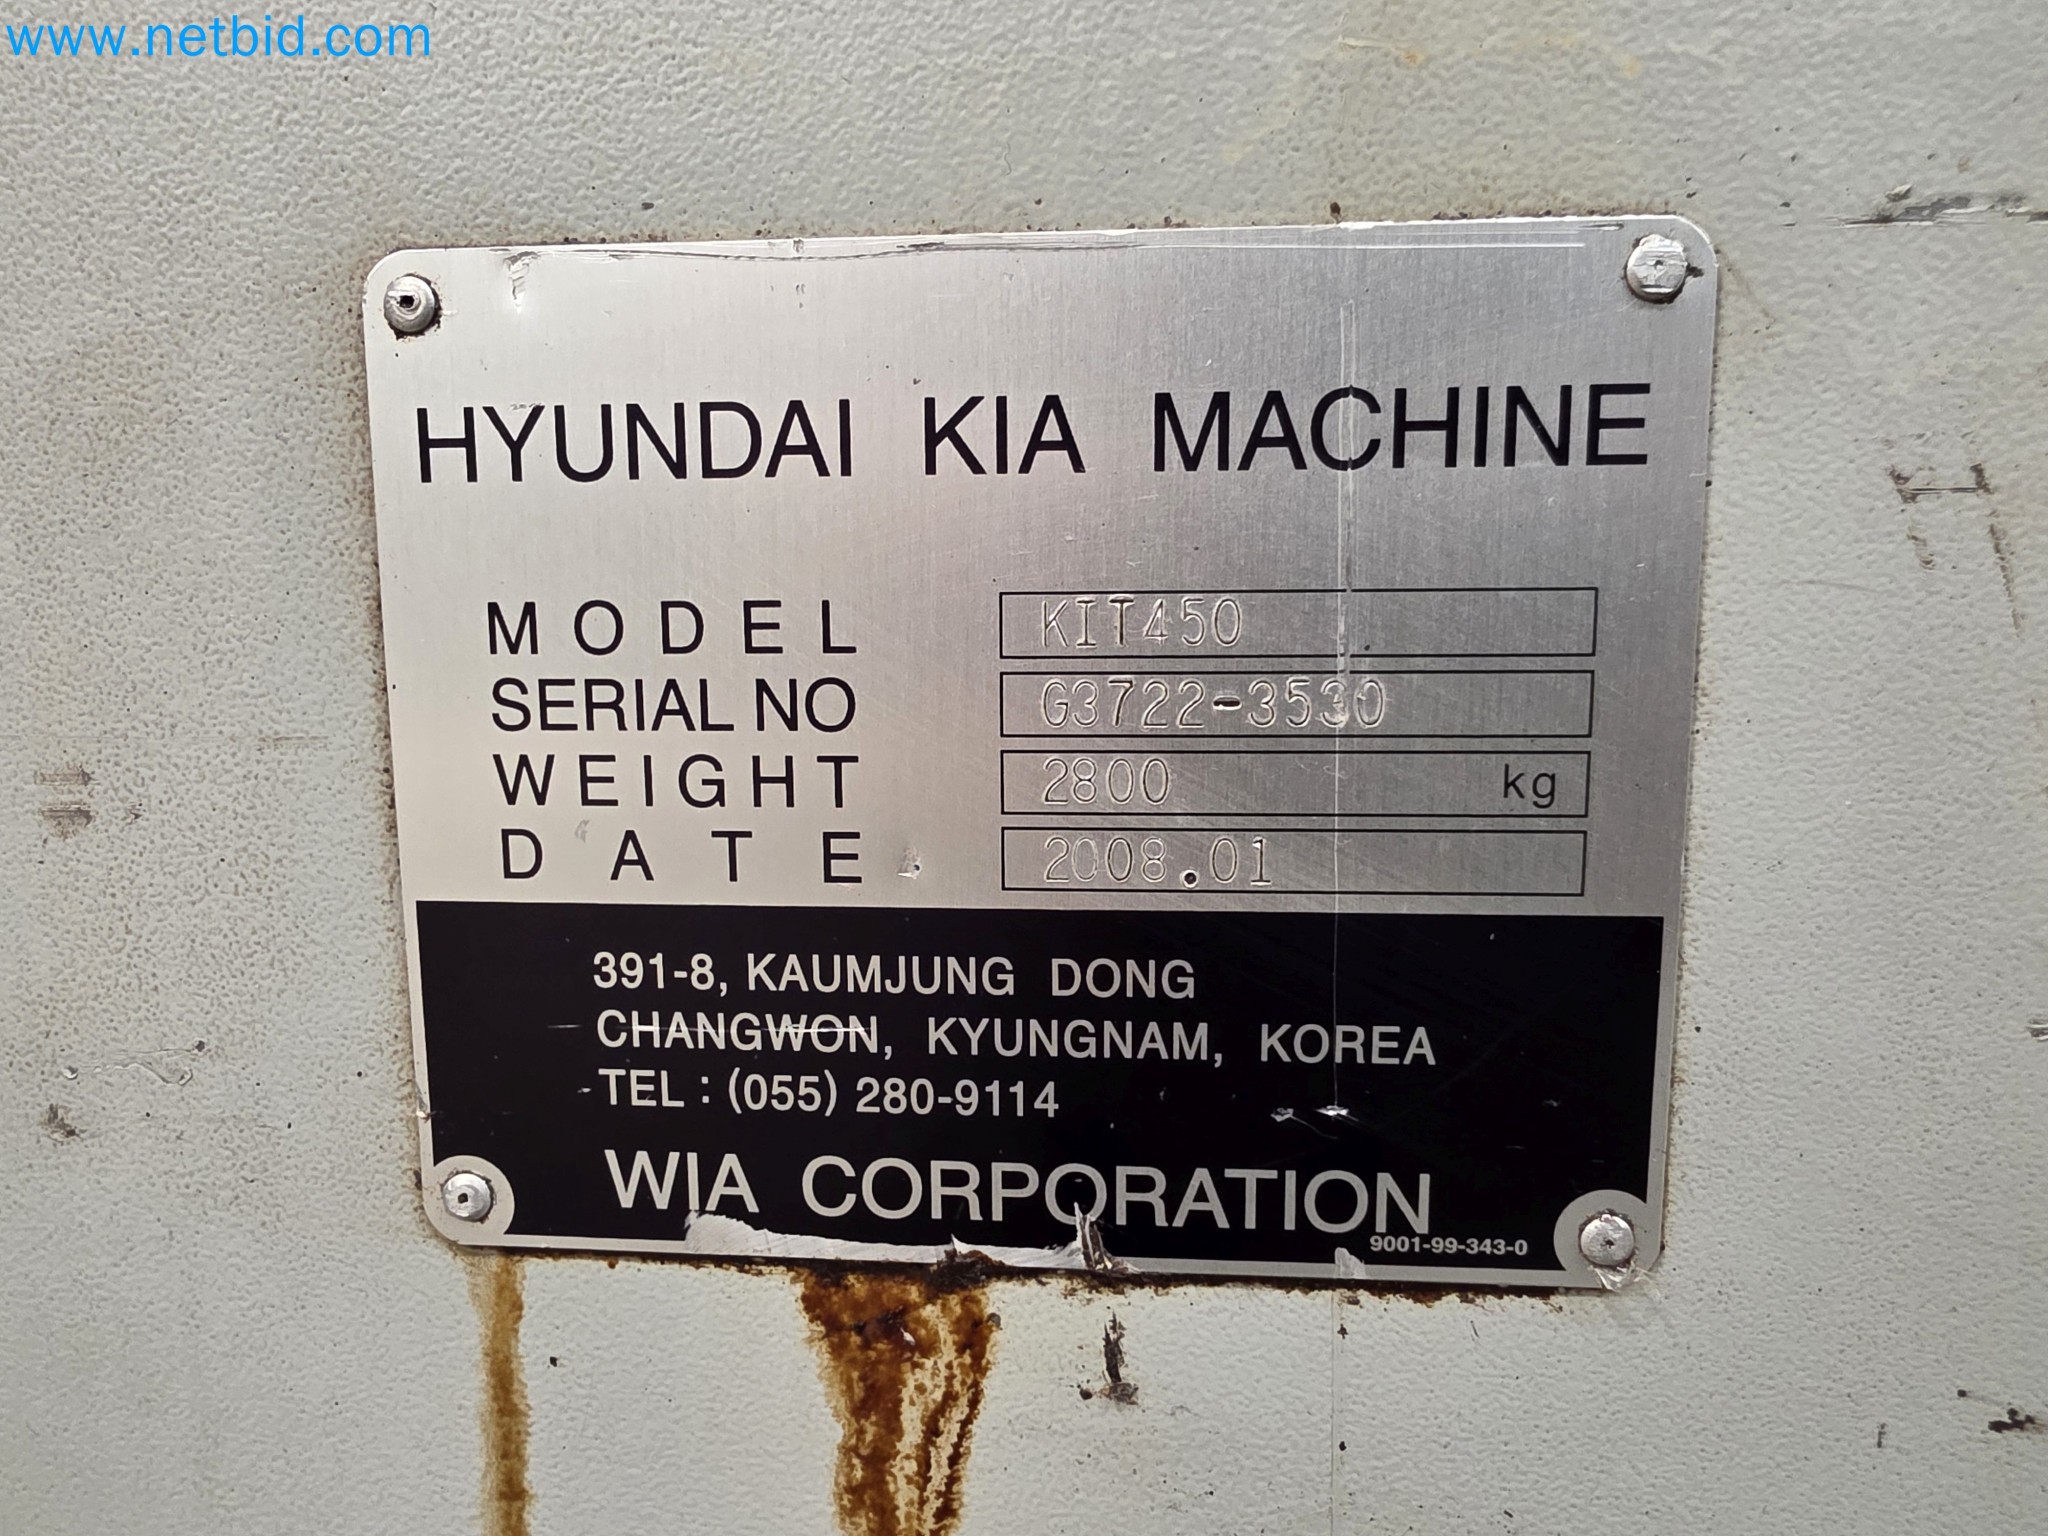 www.netbid.com
HYUNDAI KIA MACHINE
MODEL KIT450
SERIAL NO G3722-3530
WEIGHT 2800 kg
DATE 2008.01
391-8, KAUMJUNG DONG
CHANGWON, KYUNGNAM, KOREA
TEL : (055) 280-9114
WIA CORPORATION
9001-99-343-0